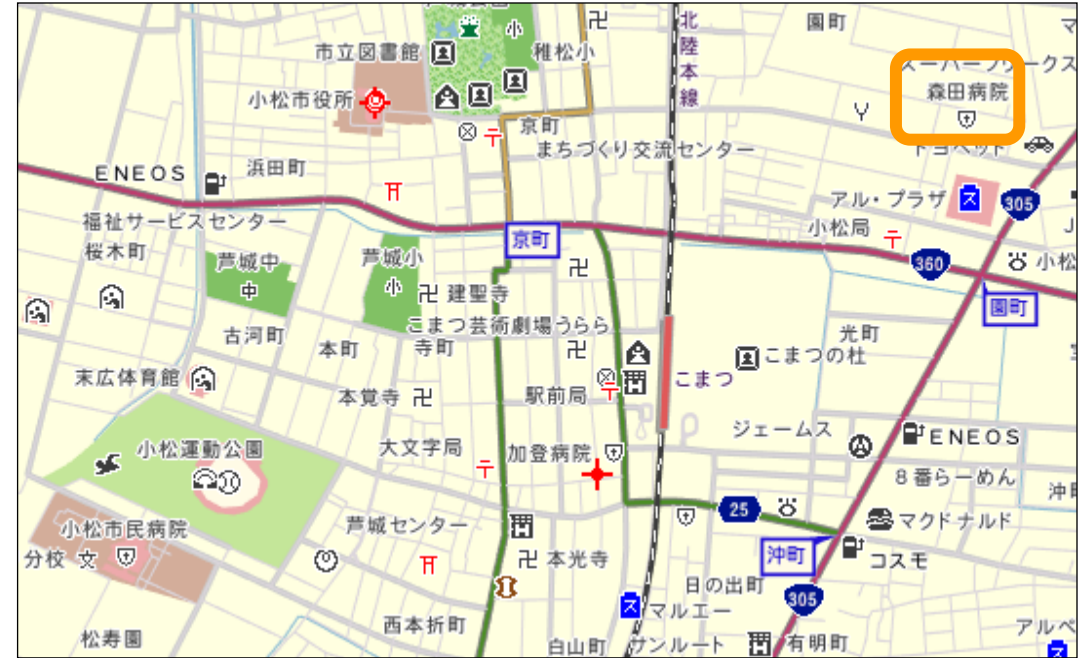 園町
北陸本線
稚松小
小
市立図書館
小松市役所
森田病院
京町
まちづくり交流センター
ENEOS
浜田町
アル・プラザ
ス
305
小松局
福祉サービスセンター
京町
桜木町
芦城中
中
芦城小
小
360
小松
建聖寺
園町
こまつ芸術劇場うらら
古河町
本町
寺町
光町
こまつの杜
末広体育館
こまつ
本覚寺
駅前局
ジェームス
ENEOS
小松運動公園
大文字局
加登病院
8番らーめん
沖町
25
小松市民病院
芦城センター
マクドナルド
分校
文
本光寺
沖町
コスモ
日の出町
305
ス
マルエー
松寿園
西本折町
白山町
サンルート
有明町
アルペ
ス